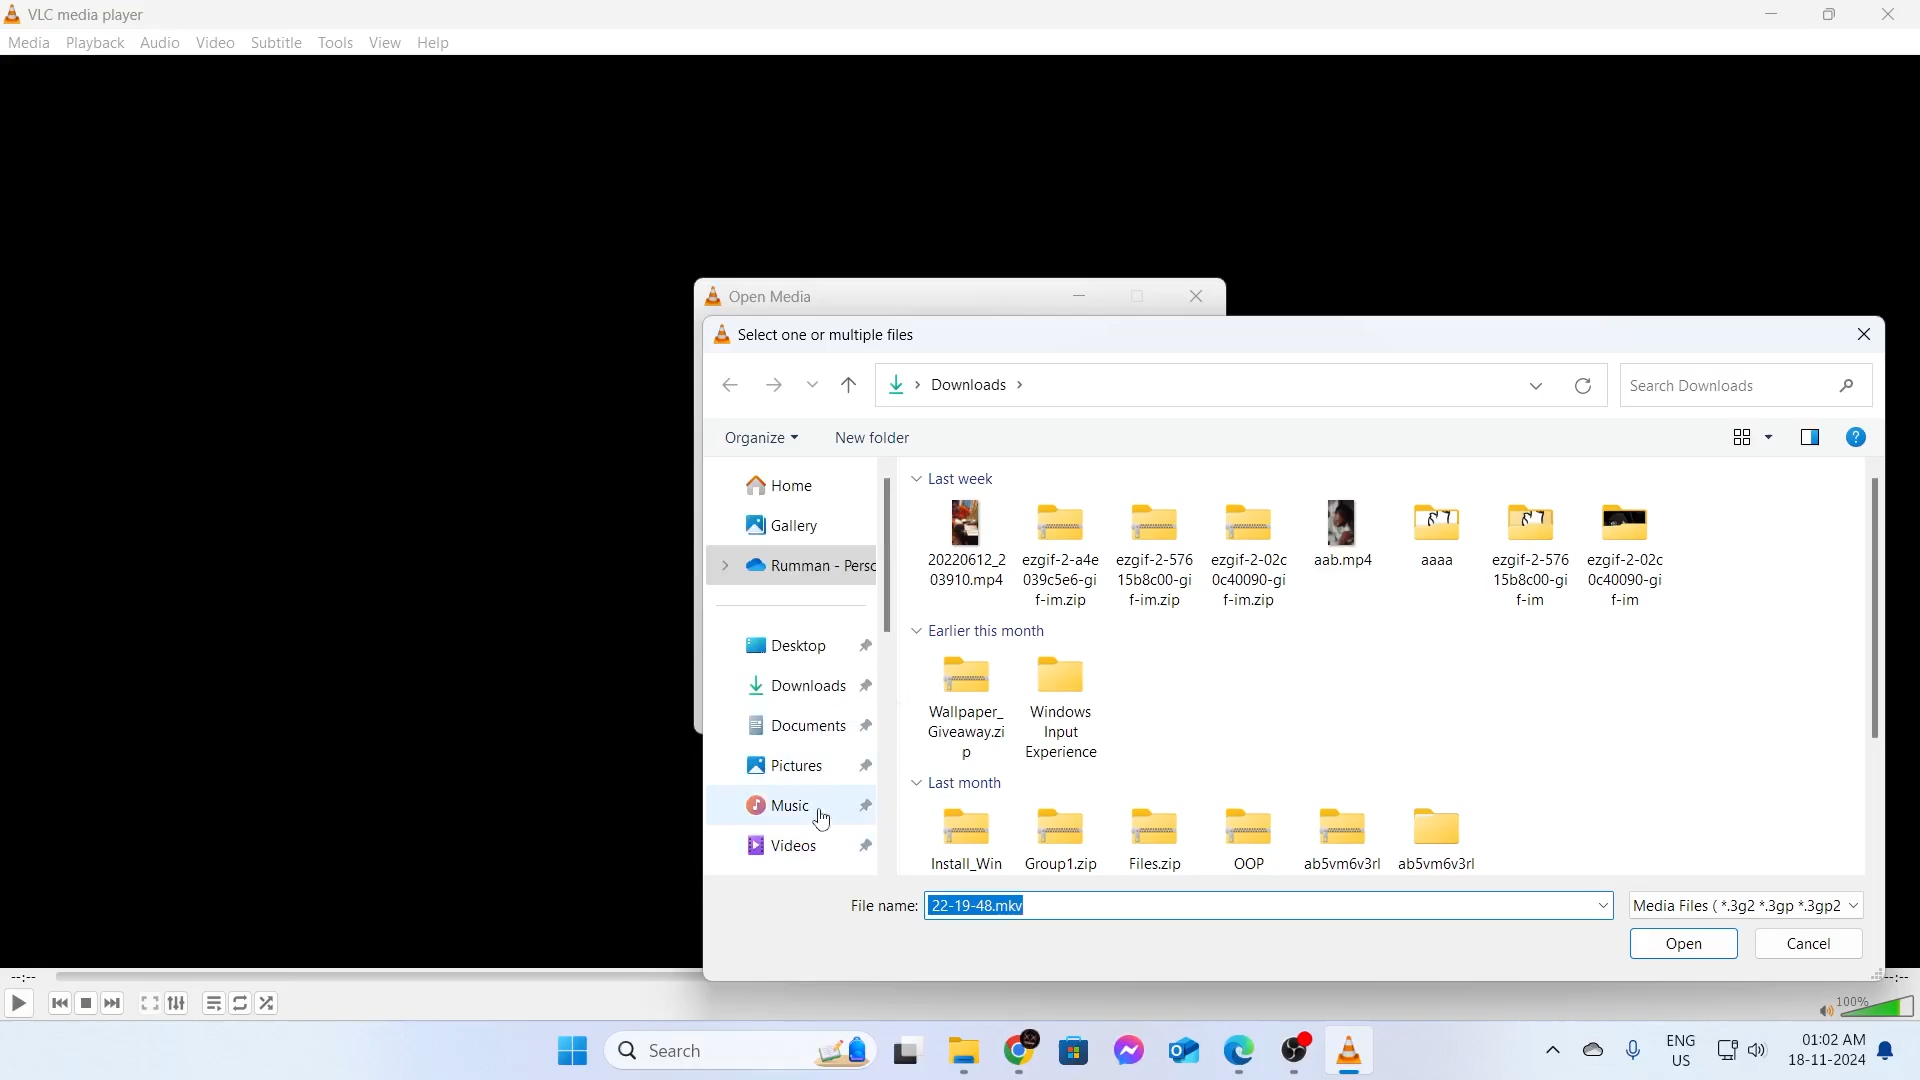 VLC media player
Media Playback Audio Video Subtitle Tools View Help
Open Media
Select one or multiple files
Downloads
Search Downloads
Organize New folder
Home
Gallery
Rumman - Perso
Desktop
Downloads
Documents
Pictures
Music
Videos
Last week
20220612_2
03910.mp4
ezgif-2-a4e
039c5e6-gi
f-im.zip
ezgif-2-576
15b8c00-gi
f-im.zip
ezgif-2-02c
0c40090-gi
f-im.zip
aab.mp4
aaaa
ezgif-2-576
15b8c00-gi
f-im
ezgif-2-02c
0c40090-gi
f-im
Earlier this month
Wallpaper_
Giveaway.zi
p
Windows
Input
Experience
Last month
Install_Win
Group1.zip
Files.zip
OOP
ab5vm6v3rl
ab5vm6v3rl
File name: 22-19-48.mkv
Media Files ( *.3g2 *.3gp *.3gp2
Open Cancel
--:-- --:--
100%
Search
ENG
US
01:02 AM
18-11-2024